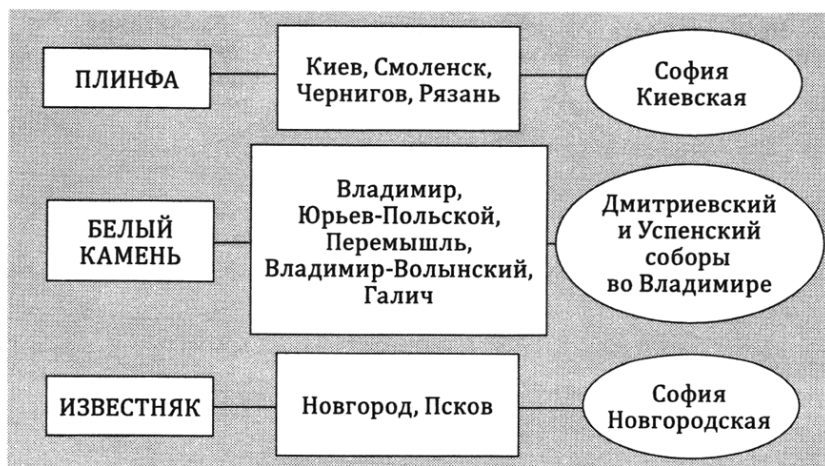 ПЛИНФА
Киев, Смоленск,
Чернигов, Рязань
София
Киевская
БЕЛЫЙ
КАМЕНЬ
Владимир,
Юрьев-Польской,
Перемышль,
Владимир-Волынский,
Галич
Дмитриевский
и Успенский
соборы
во Владимире
ИЗВЕСТНЯК
Новгород, Псков
София
Новгородская